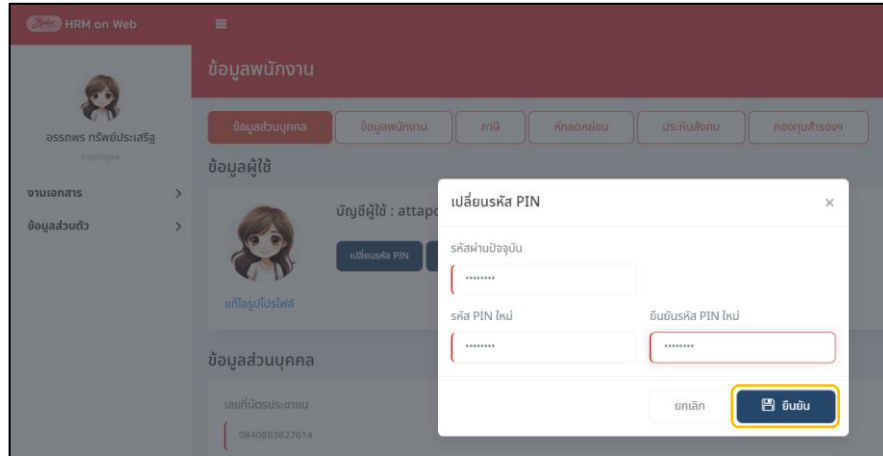 HRM on Web
ข้อมูลพนักงาน
อรรถพร ทรัพย์ประเสริฐ
Employee
งานเอกสาร
ข้อมูลส่วนตัว
ข้อมูลส่วนบุคคล ข้อมูลพนักงาน ภาษี หักลดหย่อน ประกันสังคม กองทุนสำรองฯ
ข้อมูลผู้ใช้
บัญชีผู้ใช้ : attapo
เปลี่ยนรหัส PIN
แก้ไขรูปโปรไฟล์
ข้อมูลส่วนบุคคล
เลขที่บัตรประชาชน
0840883827614
เปลี่ยนรหัส PIN
รหัสผ่านปัจจุบัน
รหัส PIN ใหม่ ยืนยันรหัส PIN ใหม่
ยกเลิก ยืนยัน